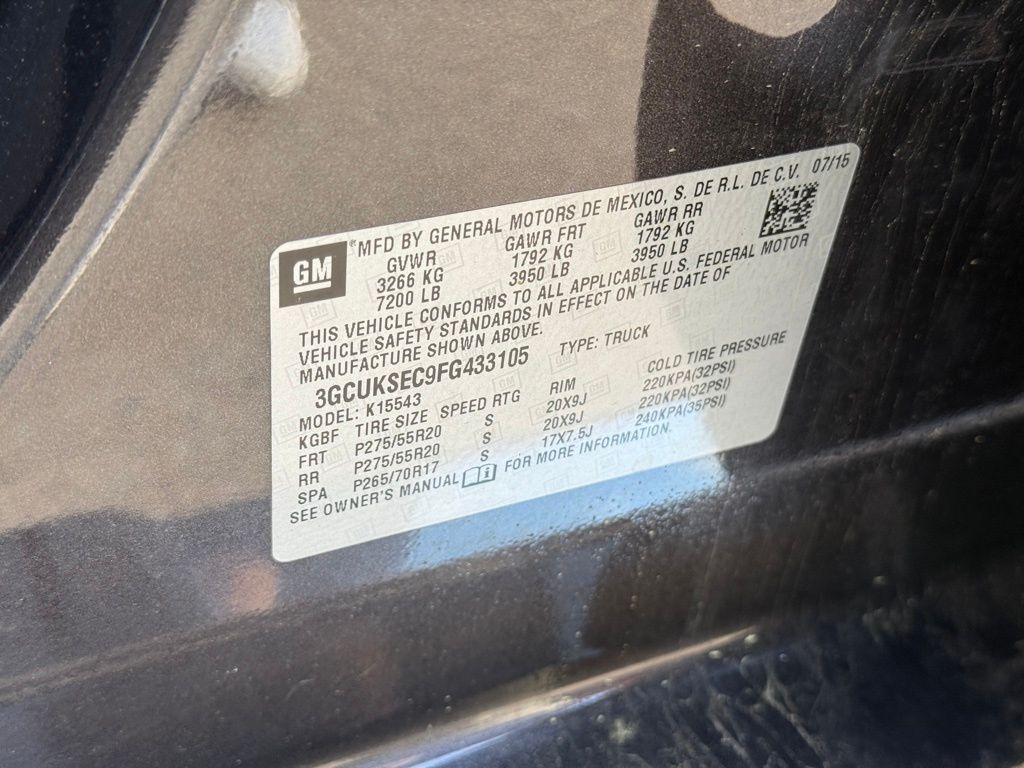 GM
MFD BY GENERAL MOTORS DE MEXICO, S. DE R.L. DE C.V. 07/15
GVWR GAWR FRT GAWR RR
3266 KG 1792 KG 1792 KG
7200 LB 3950 LB 3950 LB
THIS VEHICLE CONFORMS TO ALL APPLICABLE U.S. FEDERAL MOTOR
VEHICLE SAFETY STANDARDS IN EFFECT ON THE DATE OF
MANUFACTURE SHOWN ABOVE.
3GCUKSEC9FG433105 TYPE: TRUCK
MODEL: K15543
KGBF TIRE SIZE SPEED RTG RIM COLD TIRE PRESSURE
FRT P275/55R20 S 20X9J 220KPA(32PSI)
RR P275/55R20 S 20X9J 220KPA(32PSI)
SPA P265/70R17 S 17X7.5J 240KPA(35PSI)
SEE OWNER'S MANUAL FOR MORE INFORMATION.